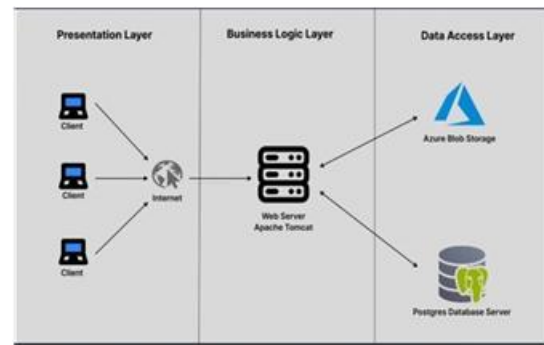 Presentation Layer
Business Logic Layer
Data Access Layer
Client
Client
Client
Internet
Web Server
Apache Tomcat
Azure Blob Storage
Postgres Database Server